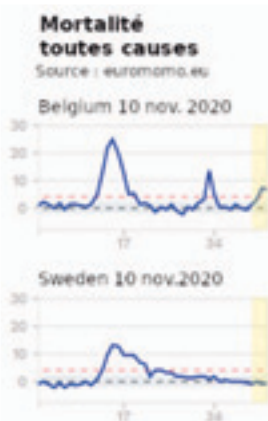 Mortalité
toutes causes
Source : euromomo.eu
Belgium 10 nov. 2020
30
20
10
0
17
34
Sweden 10 nov.2020
30
20
10
0
17
34